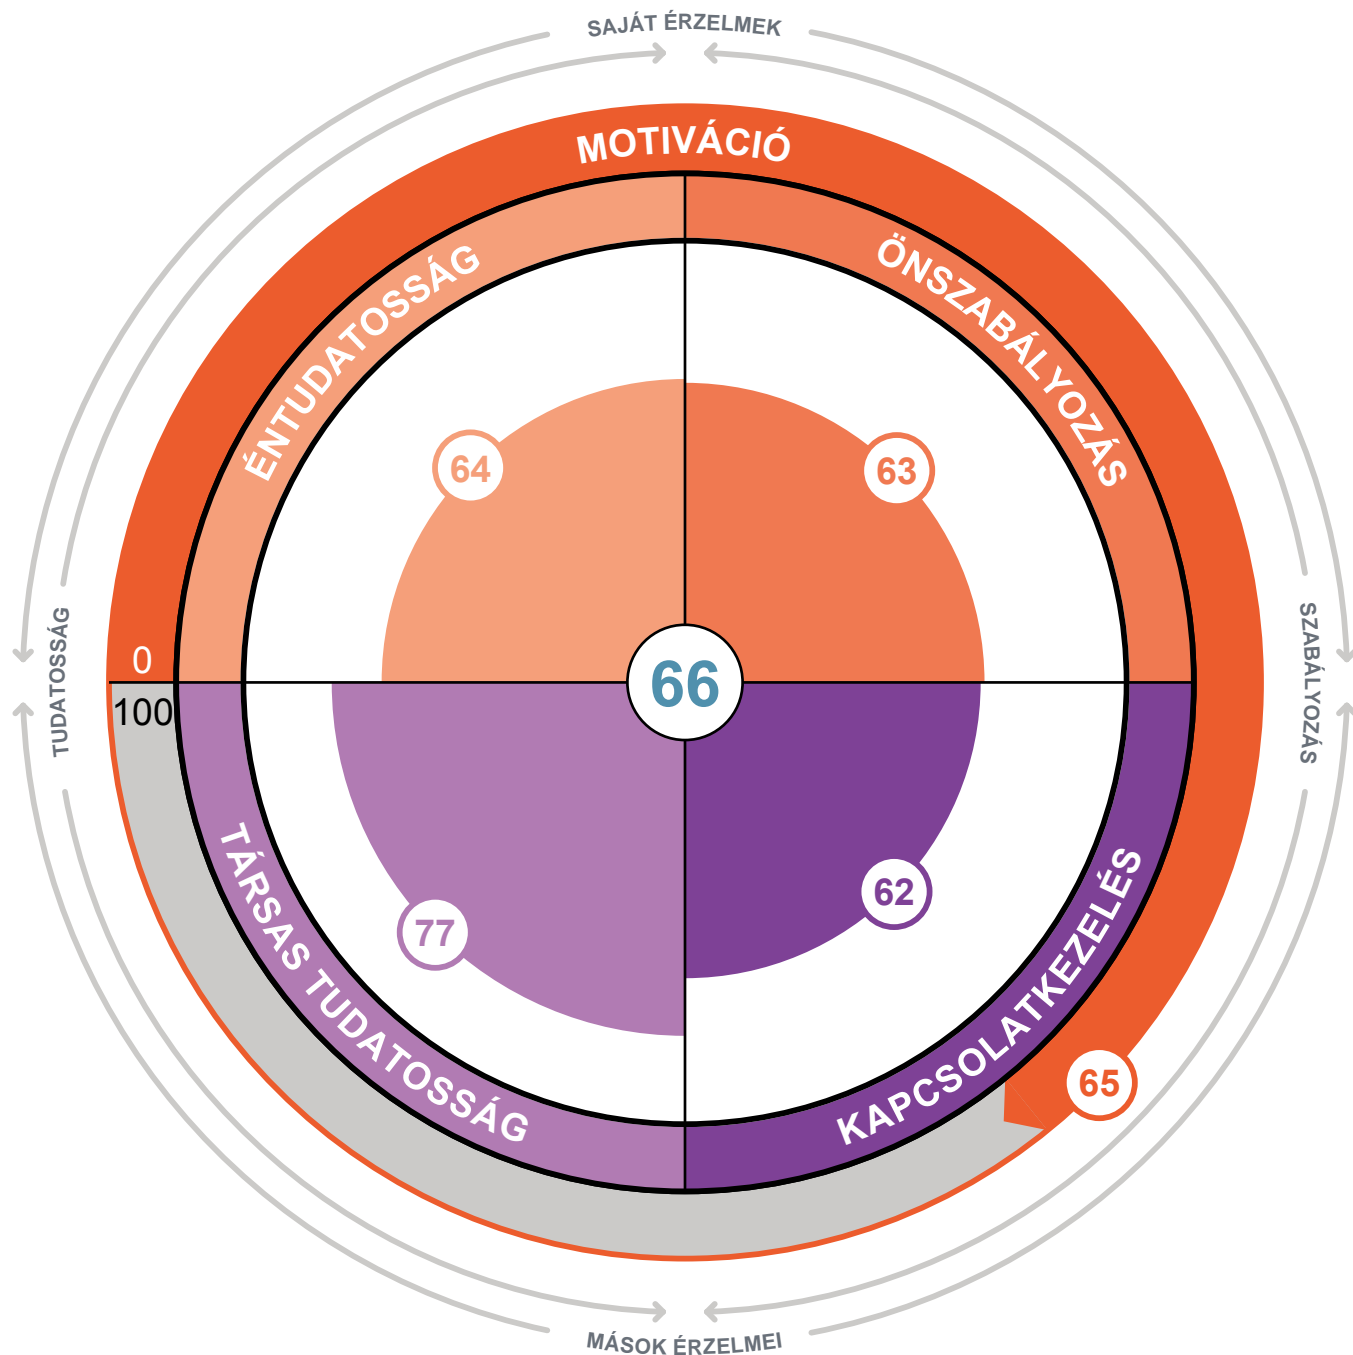 SAJÁT ÉRZELMEK
MOTIVÁCIÓ
ÉNTUDATOSSÁG
ÖNSZABÁLYOZÁS
64
63
TUDATOSSÁG
0
100
66
SZABÁLYOZÁS
77
62
TÁRSAS TUDATOSSÁG
KAPCSOLATKEZELÉS
65
MÁSOK ÉRZELMEI